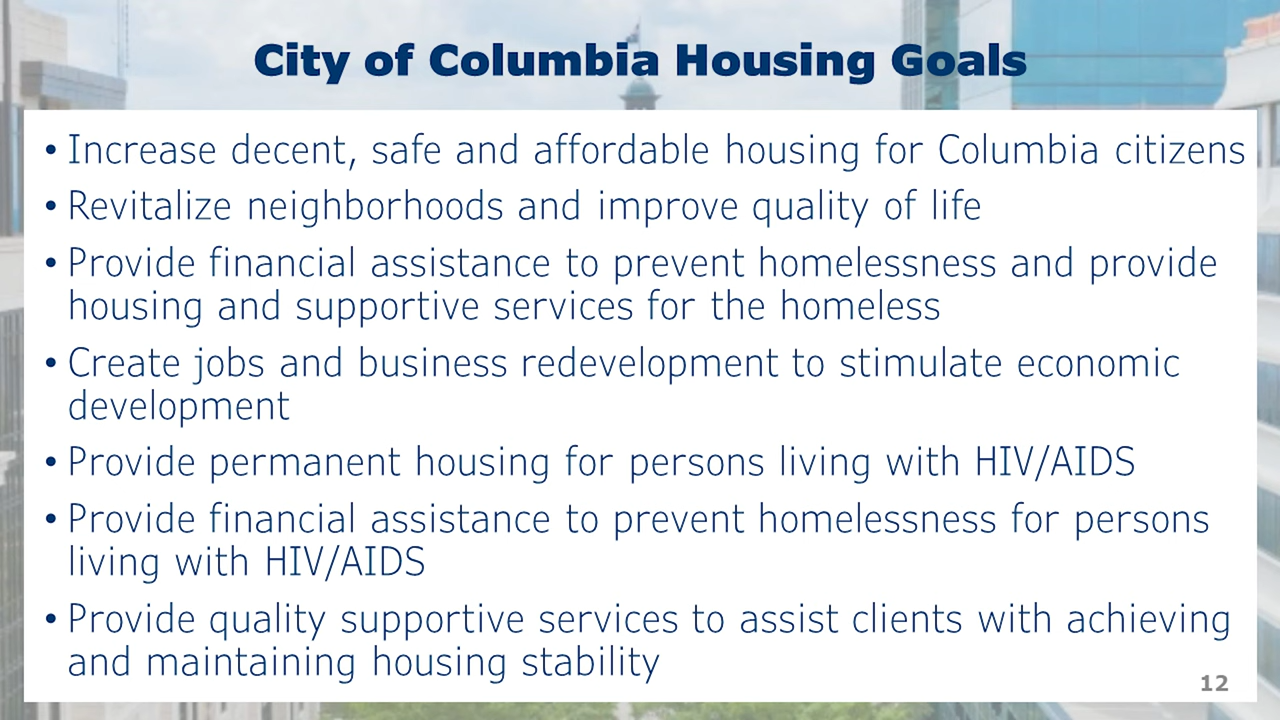 City of Columbia Housing Goals
• Increase decent, safe and affordable housing for Columbia citizens
• Revitalize neighborhoods and improve quality of life
• Provide financial assistance to prevent homelessness and provide
housing and supportive services for the homeless
• Create jobs and business redevelopment to stimulate economic
development
• Provide permanent housing for persons living with HIV/AIDS
• Provide financial assistance to prevent homelessness for persons
living with HIV/AIDS
• Provide quality supportive services to assist clients with achieving
and maintaining housing stability
12